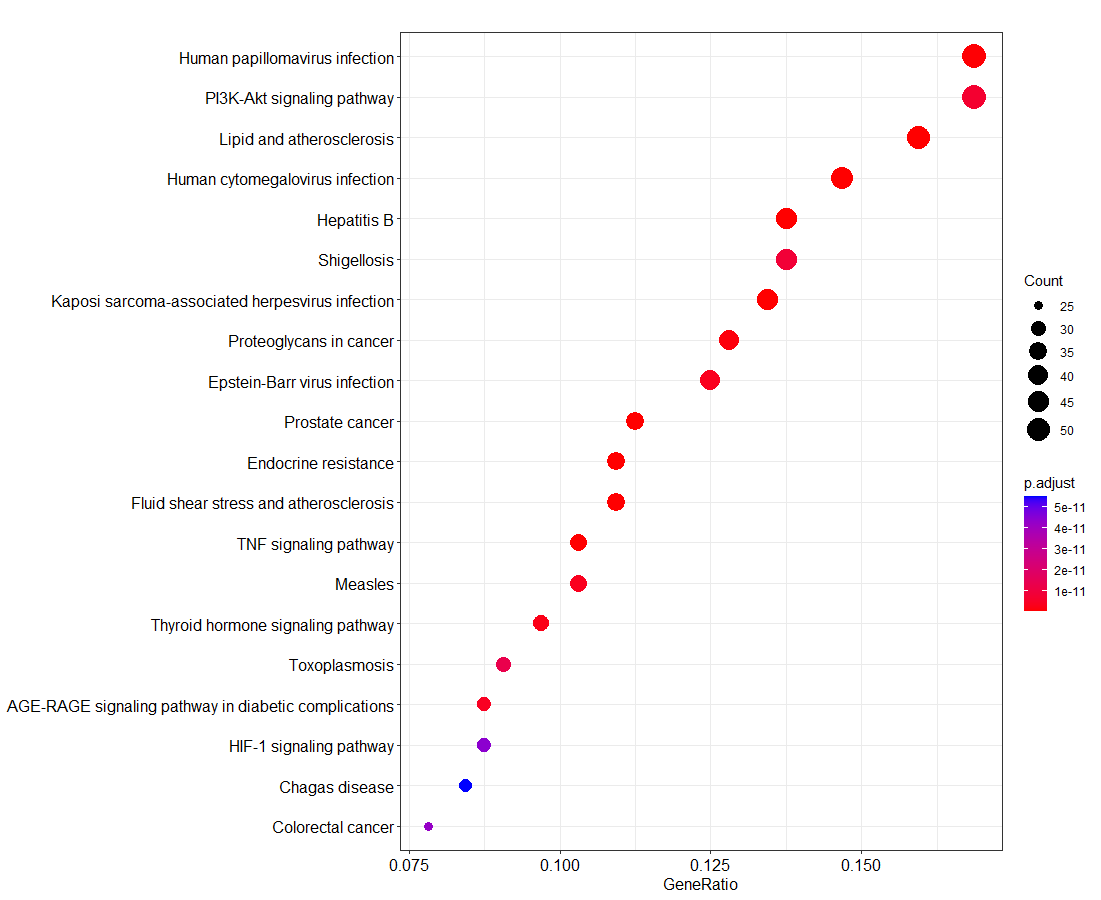 Human papillomavirus infection
PI3K-Akt signaling pathway
Lipid and atherosclerosis
Human cytomegalovirus infection
Hepatitis B
Shigellosis
Kaposi sarcoma-associated herpesvirus infection
Proteoglycans in cancer
Epstein-Barr virus infection
Prostate cancer
Endocrine resistance
Fluid shear stress and atherosclerosis
TNF signaling pathway
Measles
Thyroid hormone signaling pathway
Toxoplasmosis
AGE-RAGE signaling pathway in diabetic complications
HIF-1 signaling pathway
Chagas disease
Colorectal cancer
0.075 0.100 0.125 0.150
GeneRatio
Count
25
30
35
40
45
50
p.adjust
5e-11
4e-11
3e-11
2e-11
1e-11